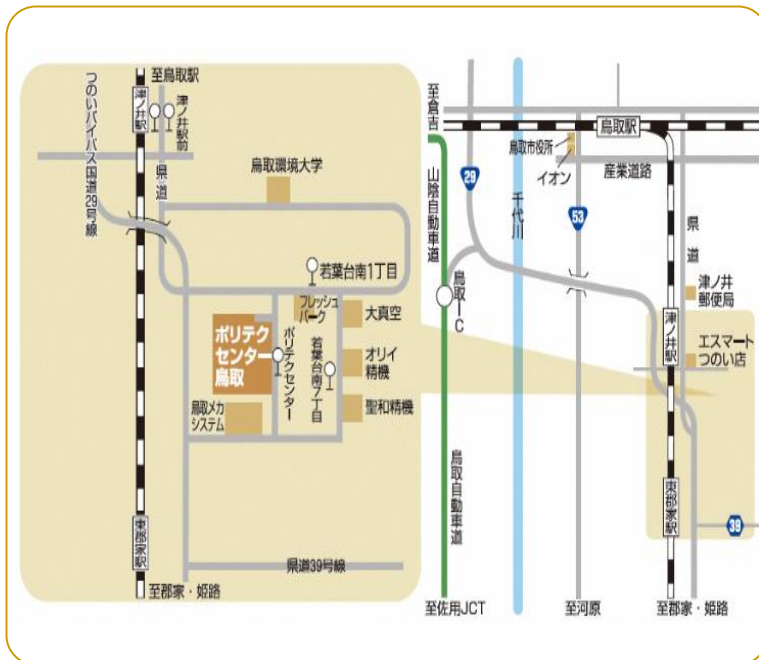 至鳥取駅
つのいバイパス国道29号線
津ノ井駅
津ノ井駅前
県道
鳥取環境大学
若葉台南1丁目
フレッシュ
パーク
大真空
ポリテク
センター
鳥取
ポリテクセンター
若葉台南7丁目
オリイ
精機
鳥取メカ
システム
聖和精機
東郡家駅
県道39号線
至郡家・姫路
至倉吉
山陰自動車道
29
千代川
鳥取市役所
イオン
鳥取駅
産業道路
53
県道
鳥取IC
津ノ井
郵便局
津ノ井駅
エスマート
つのい店
鳥取自動車道
東郡家駅
39
至佐用JCT
至河原
至郡家・姫路